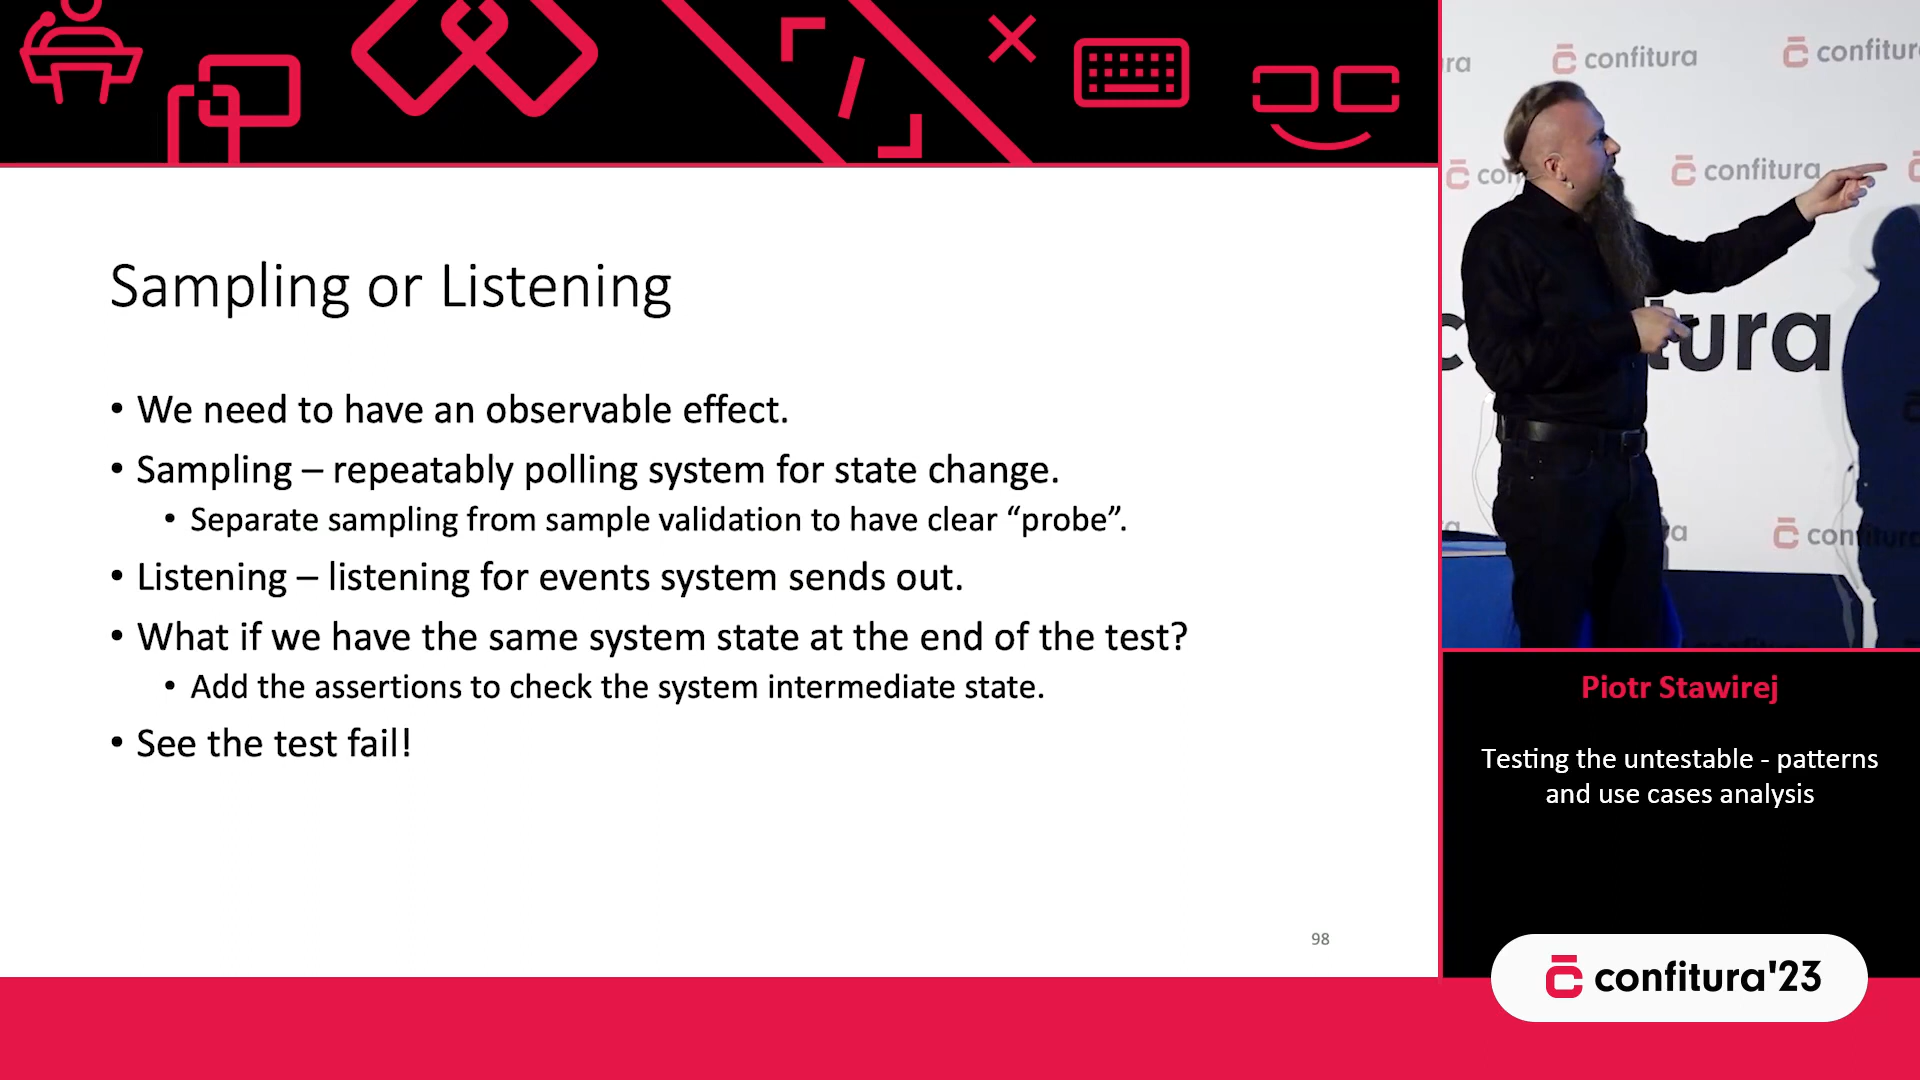 Sampling or Listening
• We need to have an observable effect.
• Sampling – repeatably polling system for state change.
• Separate sampling from sample validation to have clear “probe”.
• Listening – listening for events system sends out.
• What if we have the same system state at the end of the test?
• Add the assertions to check the system intermediate state.
• See the test fail!
98
confitura
confitura
confitura
Piotr Stawirej
Testing the untestable - patterns
and use cases analysis
confitura'23